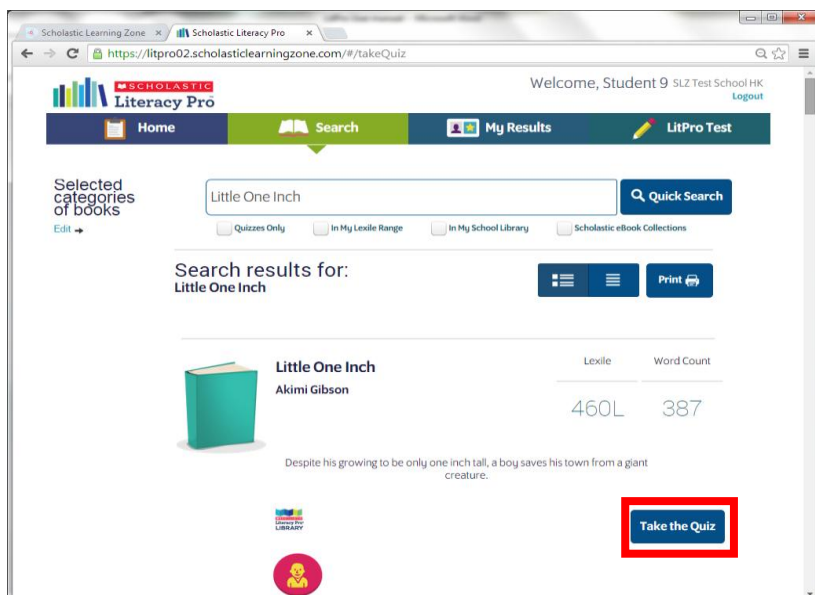 Scholastic Learning Zone
Scholastic Literacy Pro
https://litpro02.scholasticlearningzone.com/#/takeQuiz
SCHOLASTIC
Literacy Pro
Welcome, Student 9 SLZ Test School HK
Logout
Home
Search
My Results
LitPro Test
Selected
categories
of books
Edit
Little One Inch
Quick Search
Quizzes Only
In My Lexile Range
In My School Library
Scholastic eBook Collections
Search results for:
Little One Inch
Print
Little One Inch
Akimi Gibson
Lexile
Word Count
460L
387
Despite his growing to be only one inch tall, a boy saves his town from a giant
creature.
Literacy Pro
LIBRARY
Take the Quiz